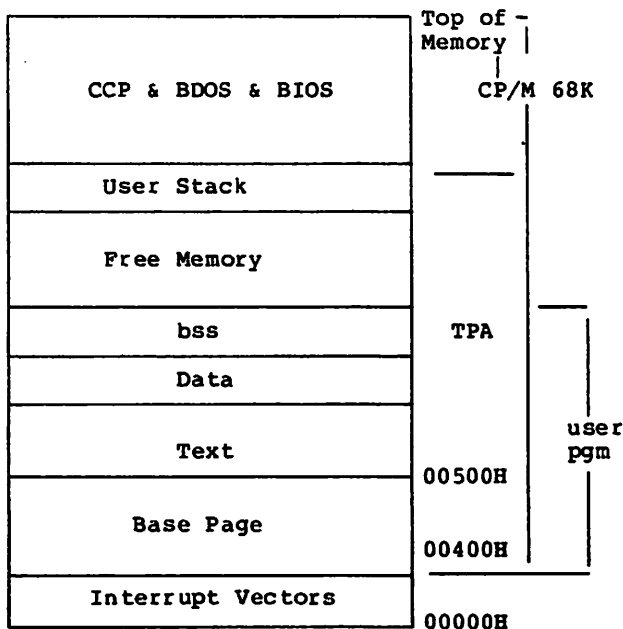 Top of
Memory
CCP & BDOS & BIOS
CP/M 68K
User Stack
Free Memory
bss
TPA
Data
user
pgm
Text
00500H
Base Page
00400H
Interrupt Vectors
00000H